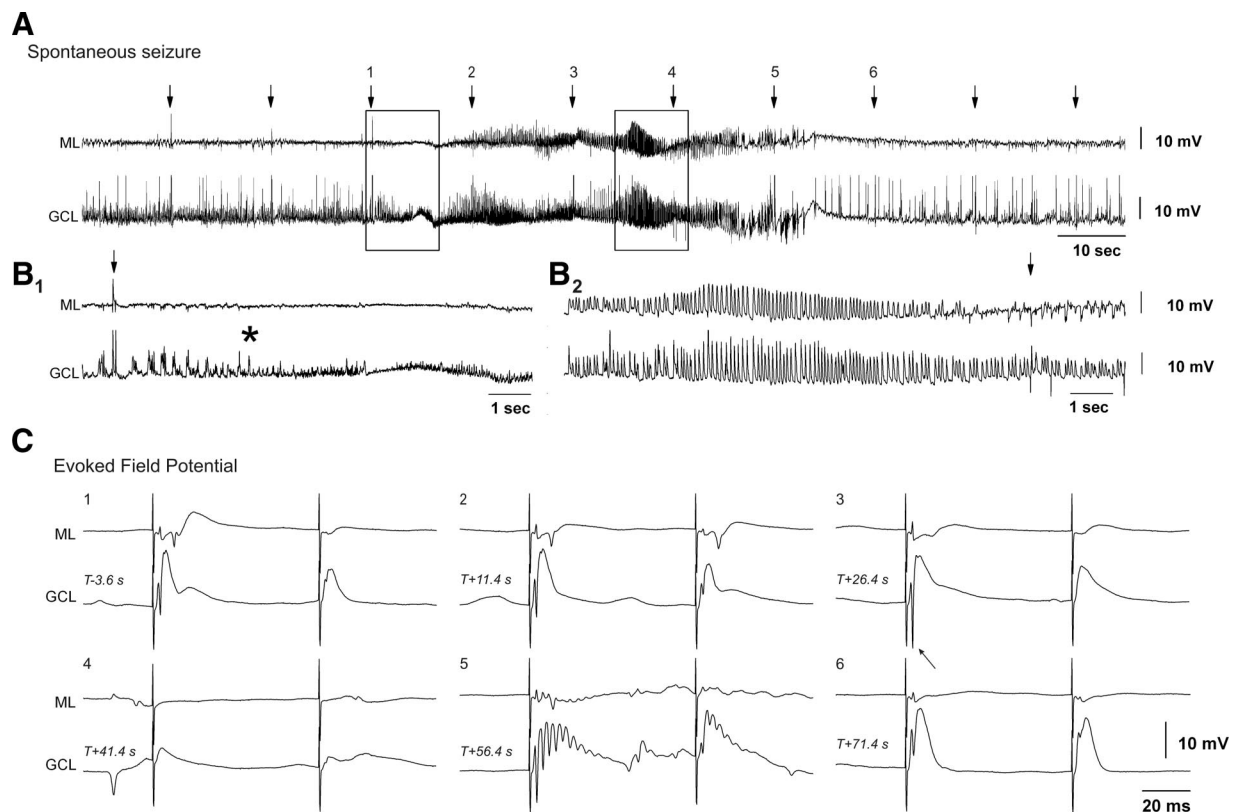 A
Spontaneous seizure
1 2 3 4 5 6
ML
10 mV
GCL
10 mV
10 sec
B1
ML
GCL
*
1 sec
B2
10 mV
10 mV
1 sec
C
Evoked Field Potential
1
ML
T-3.6 s
GCL
2
T+11.4 s
3
T+26.4 s
4
ML
T+41.4 s
GCL
5
T+56.4 s
6
T+71.4 s
10 mV
20 ms